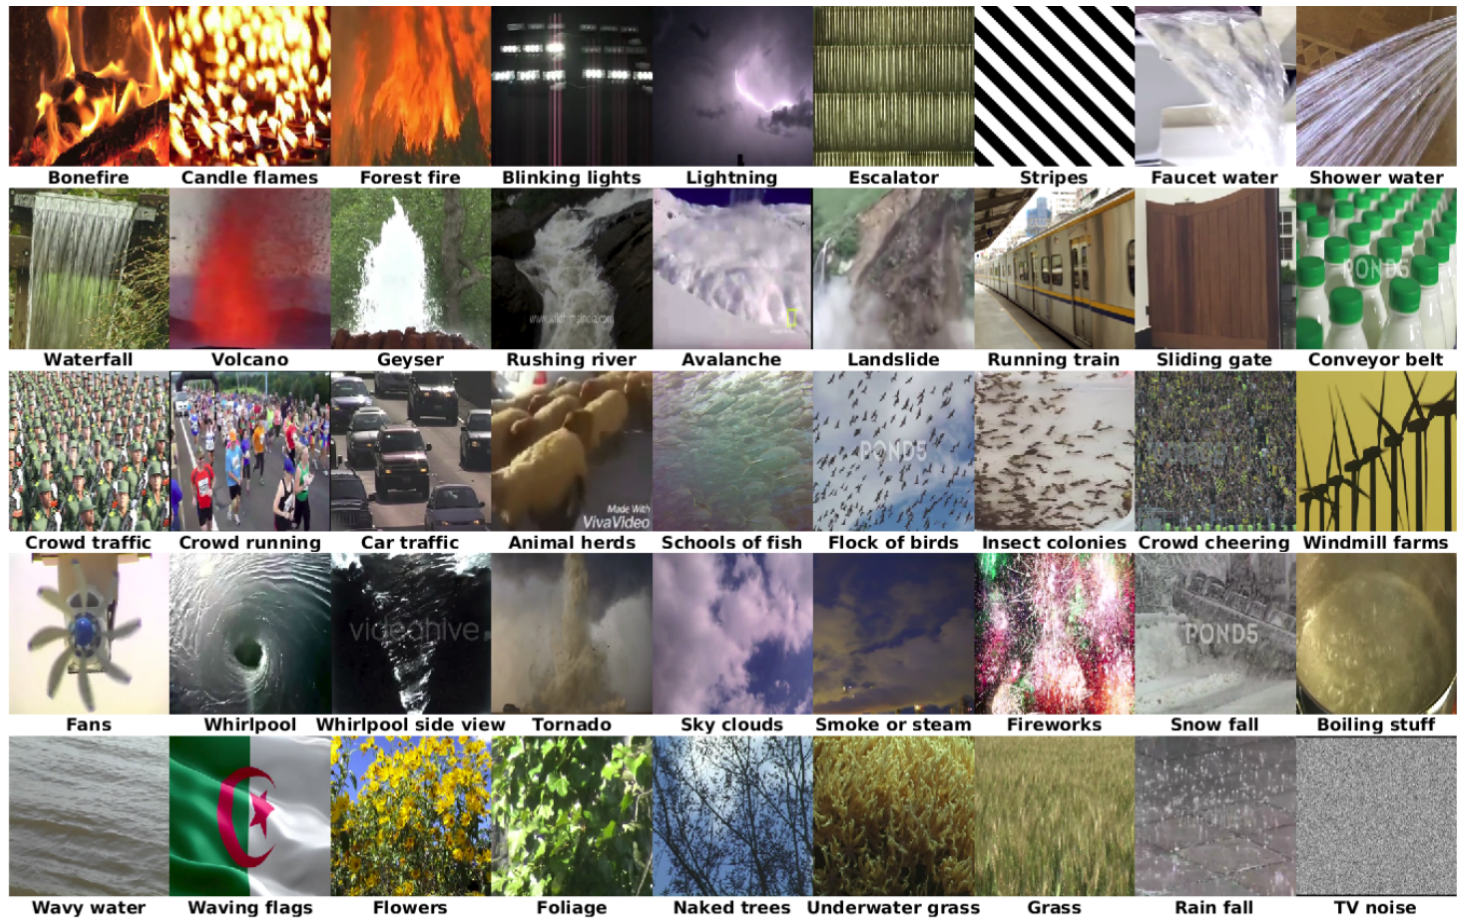 Bonefire Candle flames Forest fire Blinking lights Lightning Escalator Stripes Faucet water Shower water
www.wildfilmsindia.com
POND5
Waterfall Volcano Geyser Rushing river Avalanche Landslide Running train Sliding gate Conveyor belt
POND5
Made With
VivaVideo
Crowd traffic Crowd running Car traffic Animal herds Schools of fish Flock of birds Insect colonies Crowd cheering Windmill farms
videohive
POND5
Fans Whirlpool Whirlpool side view Tornado Sky clouds Smoke or steam Fireworks Snow fall Boiling stuff
Wavy water Waving flags Flowers Foliage Naked trees Underwater grass Grass Rain fall TV noise